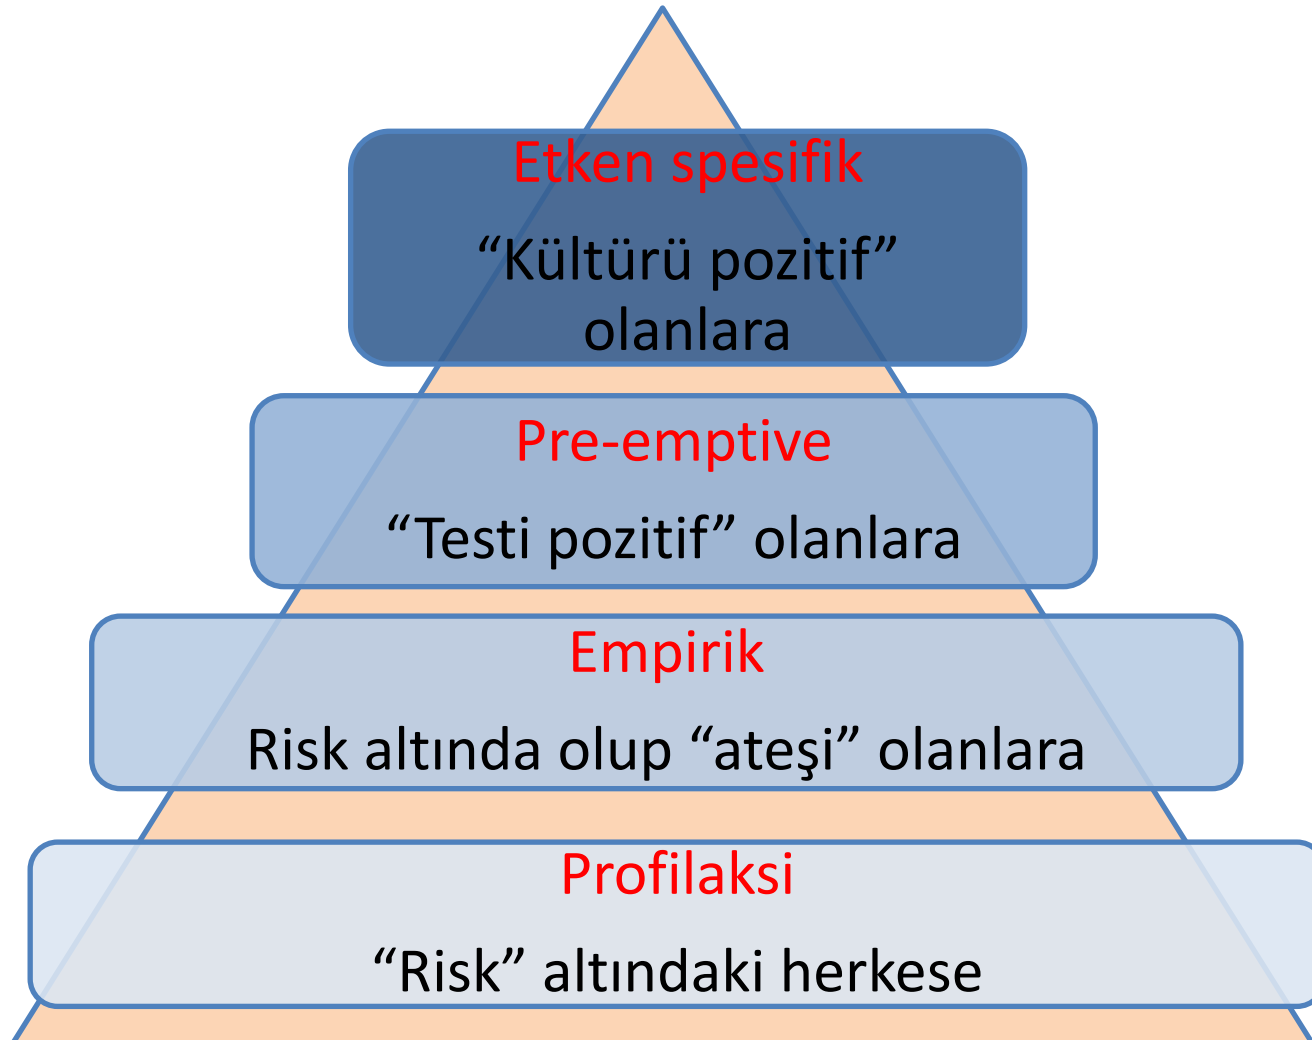 Etken spesifik
“Kültürü pozitif”
olanlara
Pre-emptive
“Testi pozitif” olanlara
Empirik
Risk altında olup “ateşi” olanlara
Profilaksi
“Risk” altındaki herkese